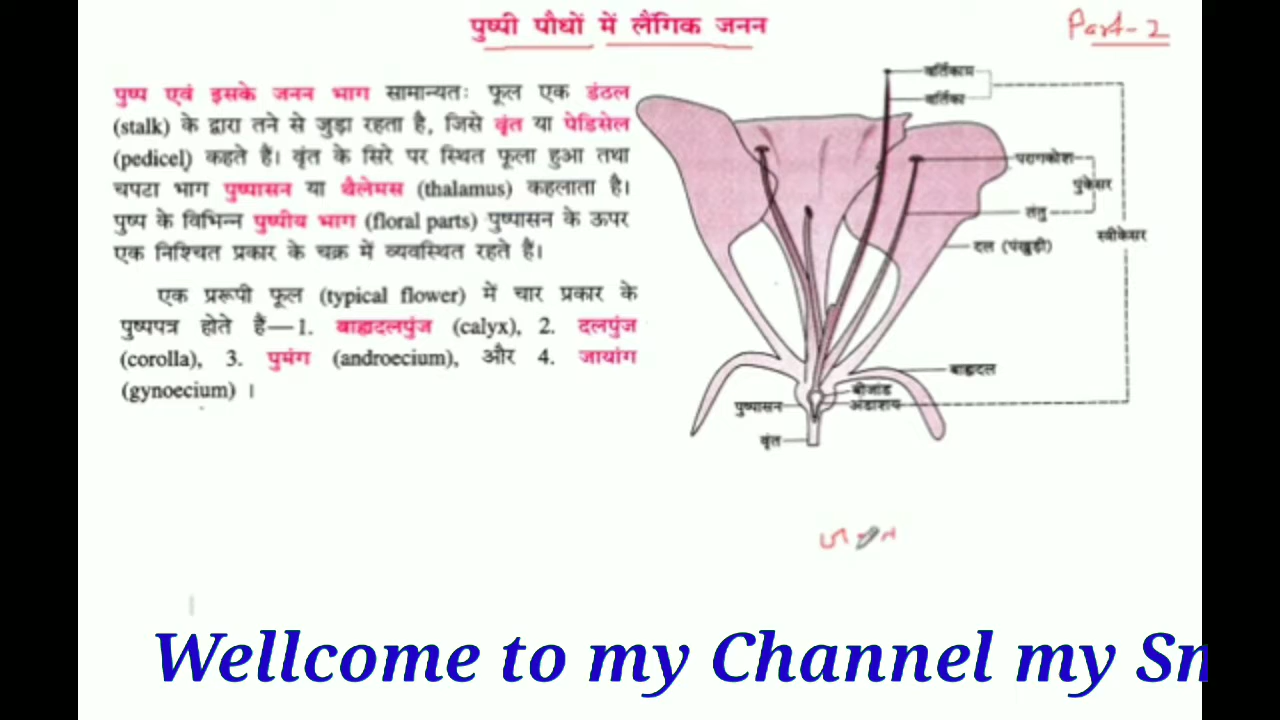 पुष्पी पौधों में लैंगिक जनन
Part-2
पुष्प एवं इसके जनन भाग सामान्यतः फूल एक डंठल
(stalk) के द्वारा तने से जुड़ा रहता है, जिसे वृंत या पेडिसेल
(pedicel) कहते हैं। वृंत के सिरे पर स्थित फूला हुआ तथा
चपटा भाग पुष्पासन या थैलेमस (thalamus) कहलाता है।
पुष्प के विभिन्न पुष्पीय भाग (floral parts) पुष्पासन के ऊपर
एक निश्चित प्रकार के चक्र में व्यवस्थित रहते हैं।
एक प्ररूपी फूल (typical flower) में चार प्रकार के
पुष्पपत्र होते हैं—1. बाह्यदलपुंज (calyx), 2. दलपुंज
(corolla), 3. पुमंग (androecium), और 4. जायांग
(gynoecium) ।
वर्तिकाग्र
वर्तिका
परागकोश
पुंकेसर
तंतु
स्त्रीकेसर
दल (पंखुड़ी)
बाह्यदल
बीजांड
पुष्पासन
अंडाशय
वृंत
Wellcome to my Channel my Sn